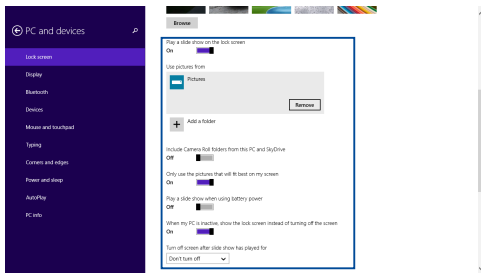 PC and devices
Lock screen
Display
Bluetooth
Devices
Mouse and touchpad
Typing
Corners and edges
Power and sleep
AutoPlay
PC info
Browse
Play a slide show on the lock screen
On
Use pictures from
Pictures
Remove
Add a folder
Include Camera Roll folders from this PC and SkyDrive
Off
Only use the pictures that will fit best on my screen
On
Play a slide show when using battery power
Off
When my PC is inactive, show the lock screen instead of turning off the screen
On
Turn off screen after slide show has played for
Don't turn off